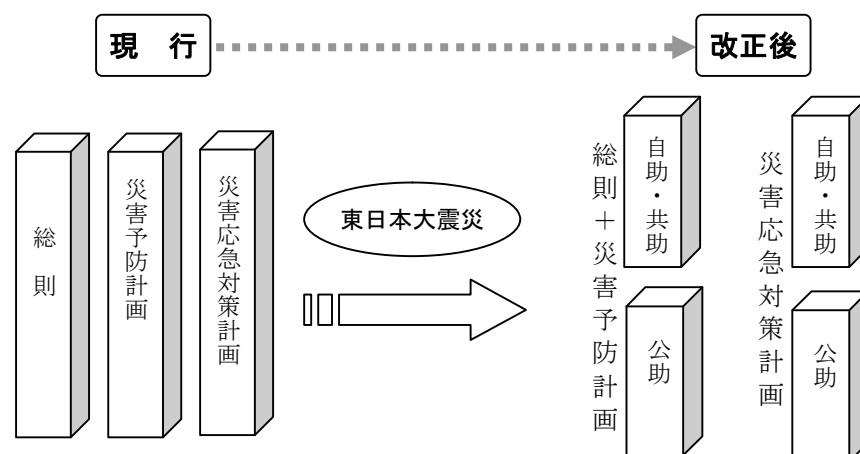 現　行
改正後
総　則
災害予防計画
災害応急対策計画
東日本大震災
総則＋災害予防計画
自助・共助
公助
災害応急対策計画
自助・共助
公助